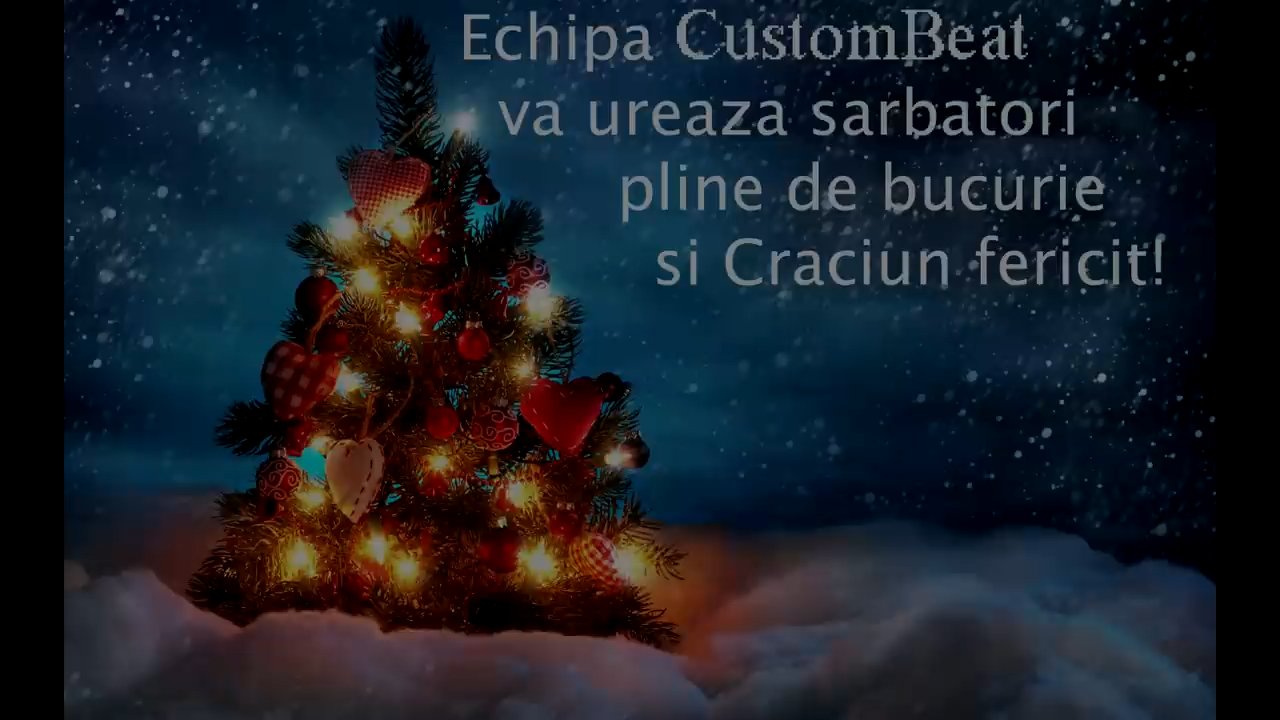 Echipa CustomBeat
va ureaza sarbatori
pline de bucurie
si Craciun fericit!